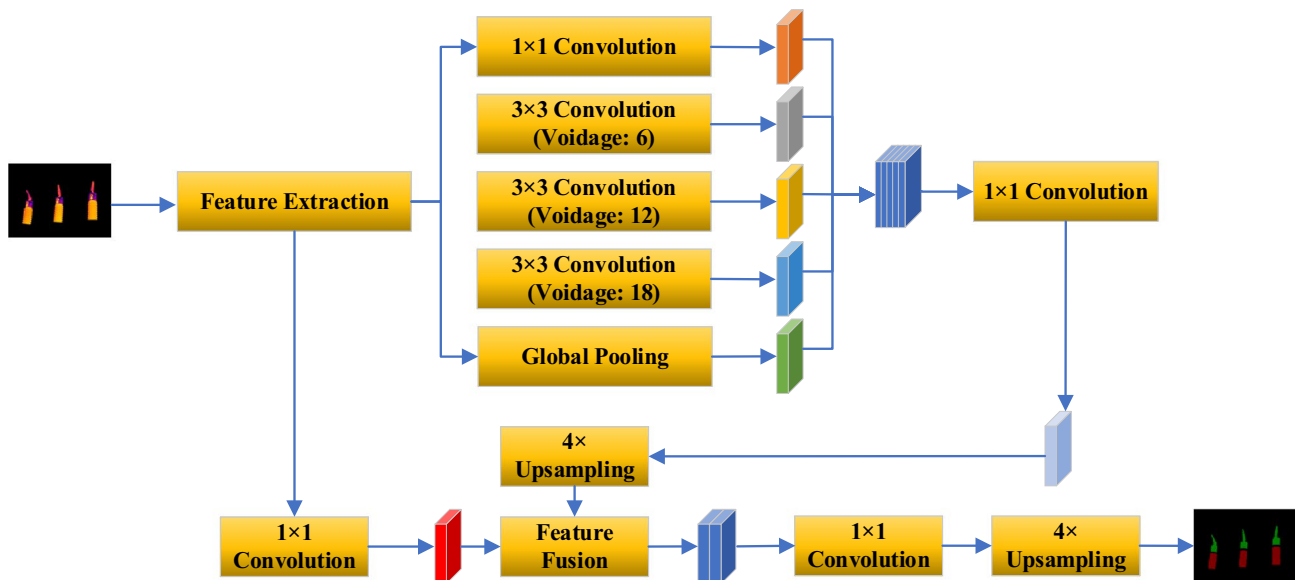 1×1 Convolution
3×3 Convolution
(Voidage: 6)
Feature Extraction
3×3 Convolution
(Voidage: 12)
1×1 Convolution
3×3 Convolution
(Voidage: 18)
Global Pooling
4×
Upsampling
1×1
Convolution
Feature
Fusion
1×1
Convolution
4×
Upsampling